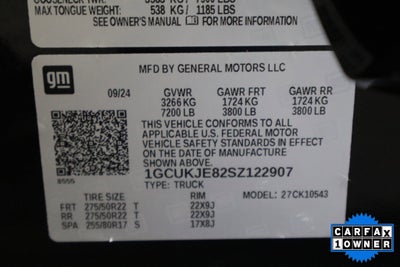 MAX TONGUE WEIGHT: 538 KG / 1185 LBS
SEE OWNER'S MANUAL FOR MORE INFORMATION
gm
MFD BY GENERAL MOTORS LLC
09/24 GVWR GAWR FRT GAWR RR
3266 KG 1724 KG 1724 KG
7200 LB 3800 LB 3800 LB
THIS VEHICLE CONFORMS TO ALL
APPLICABLE U.S. FEDERAL MOTOR
VEHICLE SAFETY STANDARDS IN EFFECT
ON THE DATE OF MANUFACTURE
SHOWN ABOVE.
1GCUKJE82SZ122907
8555 TYPE: TRUCK
TIRE SIZE RIM MODEL: 27CK10543
FRT 275/50R22 T 22X9J
RR 275/50R22 T 22X9J
SPA 255/80R17 S 17X8J
CARFAX
1 OWNER